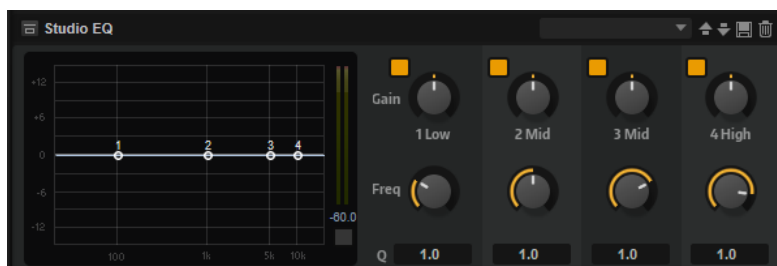 Studio EQ
+12
+6
0
-6
-12
1 2 3 4
100 1k 5k 10k
-60.0
Gain
1 Low 2 Mid 3 Mid 4 High
Freq
Q 1.0 1.0 1.0 1.0